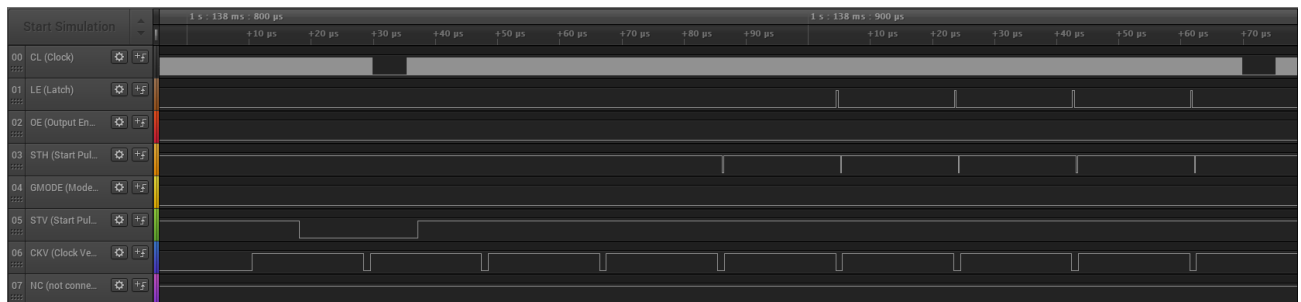 Start Simulation
1 s : 138 ms : 800 µs
1 s : 138 ms : 900 µs
+10 µs +20 µs +30 µs +40 µs +50 µs +60 µs +70 µs +80 µs +90 µs +10 µs +20 µs +30 µs +40 µs +50 µs +60 µs +70 µs
00 CL (Clock)
01 LE (Latch)
02 OE (Output En...
03 STH (Start Pul...
04 GMODE (Mode...
05 STV (Start Pul...
06 CKV (Clock Ve...
07 NC (not conne...